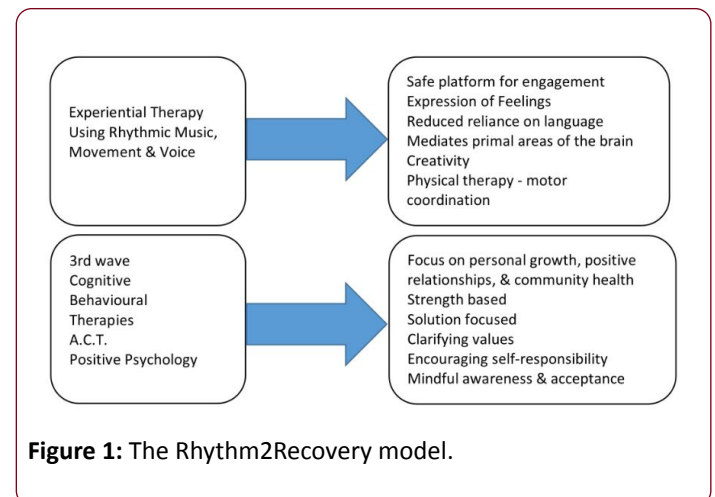 Experiential Therapy
Using Rhythmic Music,
Movement & Voice
Safe platform for engagement
Expression of Feelings
Reduced reliance on language
Mediates primal areas of the brain
Creativity
Physical therapy - motor
coordination
3rd wave
Cognitive
Behavioural
Therapies
A.C.T.
Positive Psychology
Focus on personal growth, positive
relationships, & community health
Strength based
Solution focused
Clarifying values
Encouraging self-responsibility
Mindful awareness & acceptance
Figure 1: The Rhythm2Recovery model.